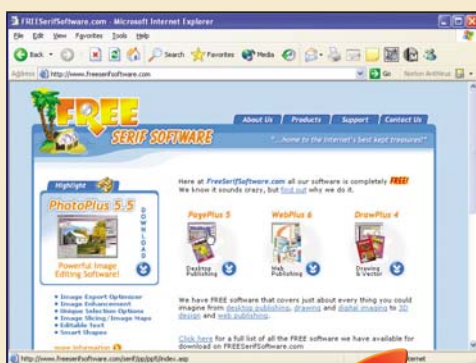 FREESerifSoftware.com - Microsoft Internet Explorer
File Edit View Favorites Tools Help
Back Search Favorites Media
Address http://www.freeserifsoftware.com Go Norton AntiVirus
FREE
SERIF SOFTWARE
About Us Products Support Contact Us
"...home to the internet's best kept treasures!"
Highlight
PhotoPlus 5.5
DOWNLOAD
Powerful Image
Editing Software!
• Image Export Optimizer
• Image Enhancement
• Unique Selection Options
• Image Slicing/Image Maps
• Editable Text
• Smart Shapes
more information
Here at FreeSerifSoftware.com all our software is completely FREE!
We know it sounds crazy, but find out why we do it.
PagePlus 5 WebPlus 6 DrawPlus 4
Desktop Publishing Web Publishing Drawing & Vector
We have FREE software that covers just about every thing you could
imagine from desktop publishing, drawing and digital imaging to 3D
design and web publishing.
Click here for a full list of all the FREE software we have available for
download on FREESerifSoftware.com
http://www.freeserifsoftware.com/serif/pp/pp5/index.asp